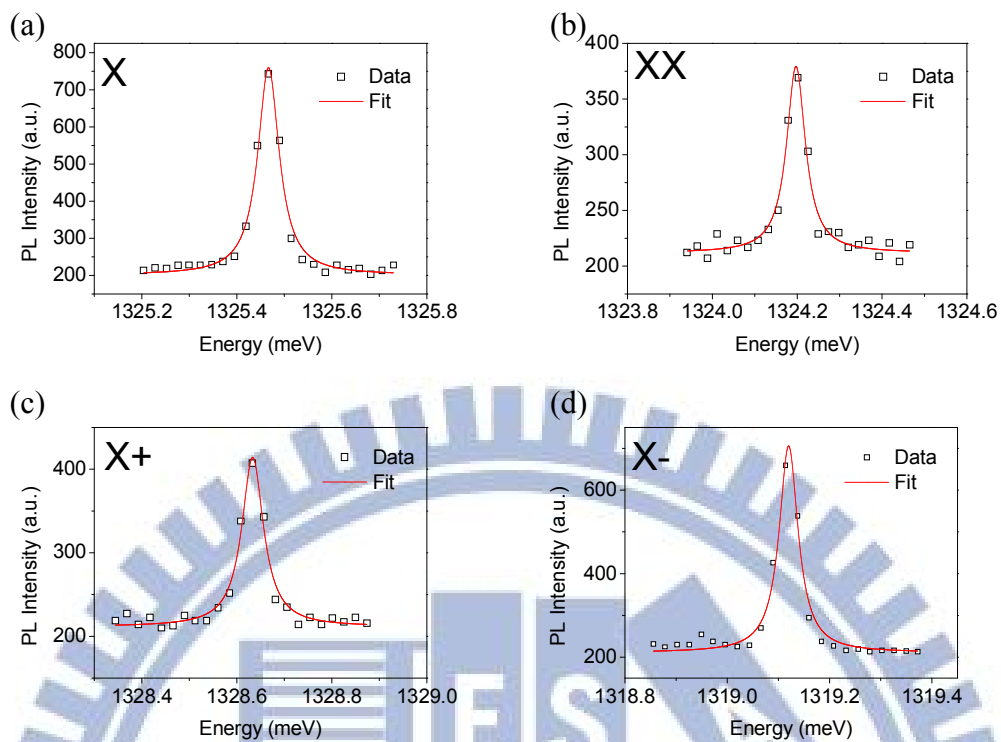 (a)
X
Data
Fit
PL Intensity (a.u.)
800
700
600
500
400
300
200
1325.2
1325.4
1325.6
1325.8
Energy (meV)
(b)
XX
Data
Fit
PL Intensity (a.u.)
400
375
350
300
250
225
200
1323.8
1324.0
1324.2
1324.4
1324.6
Energy (meV)
(c)
X+
Data
Fit
PL Intensity (a.u.)
400
300
200
1328.4
1328.6
1328.8
1329.0
Energy (meV)
(d)
X-
Data
Fit
PL Intensity (a.u.)
600
400
200
1318.8
1319.0
1319.2
1319.4
Energy (meV)
ES